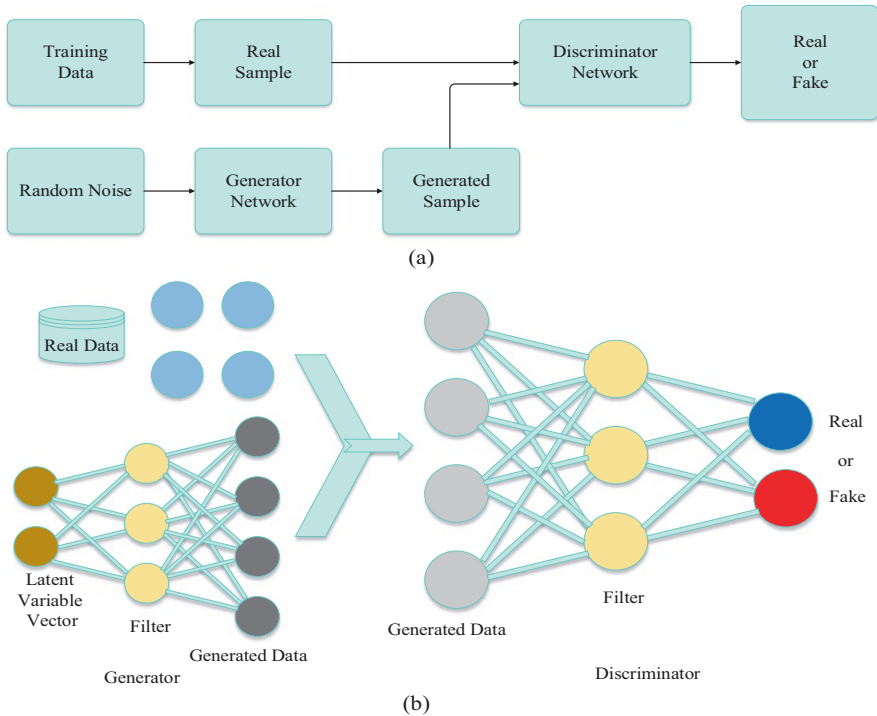 Training
Data
Real
Sample
Discriminator
Network
Real
or
Fake
Random Noise
Generator
Network
Generated
Sample
(a)
Real Data
Latent
Variable
Vector
Filter
Generated Data
Generator
Generated Data
Filter
Discriminator
Real
or
Fake
(b)